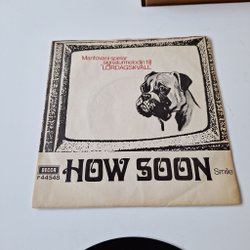 Mantovani spelar
signaturmelodin till
LÖRDAGSKVÄLL
DECCA
F 44548
HOW SOON
Smile